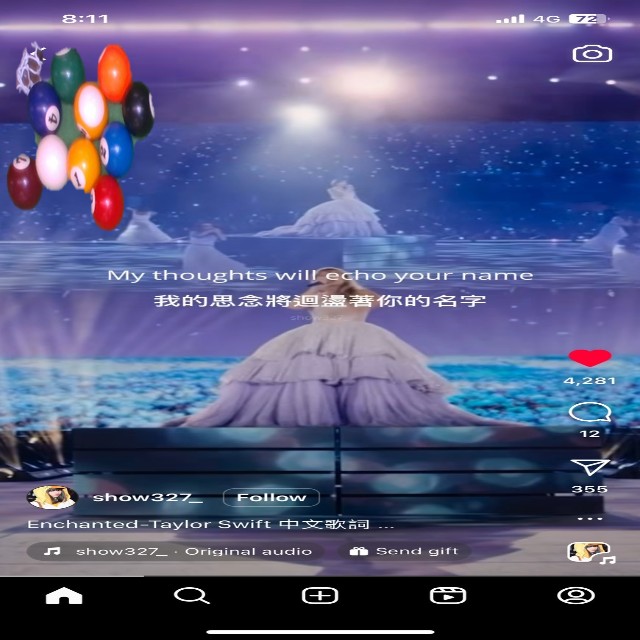 8:11
4G 72
My thoughts will echo your name
我的思念將迴盪著你的名字
4,281
12
355
show327_ Follow
Enchanted-Taylor Swift 中文歌詞 ...
show327_ · Original audio
Send gift